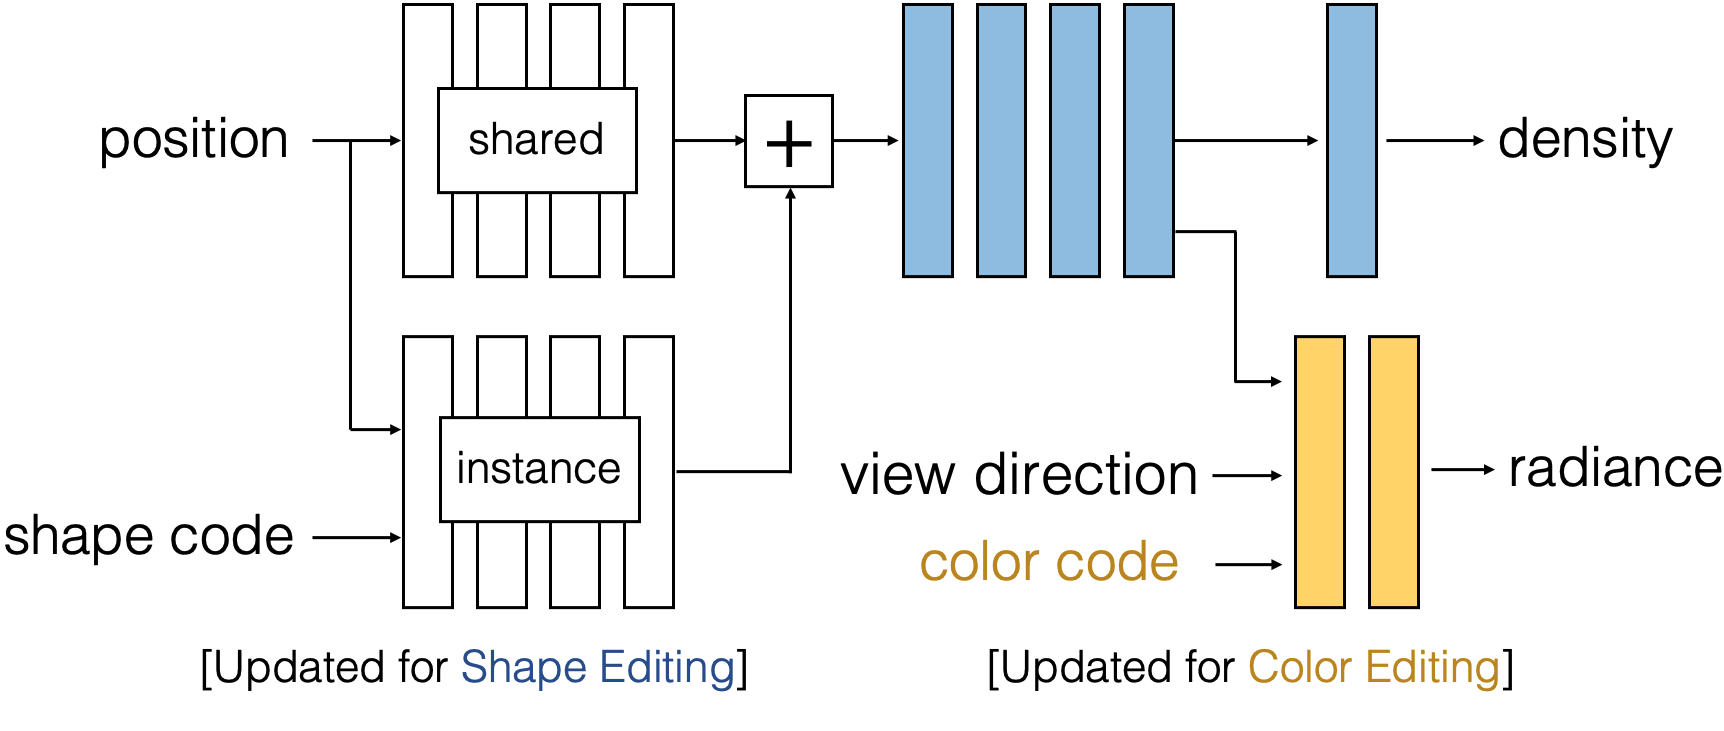 position
shared
+
density
instance
shape code
view direction
color code
radiance
[Updated for Shape Editing]
[Updated for Color Editing]